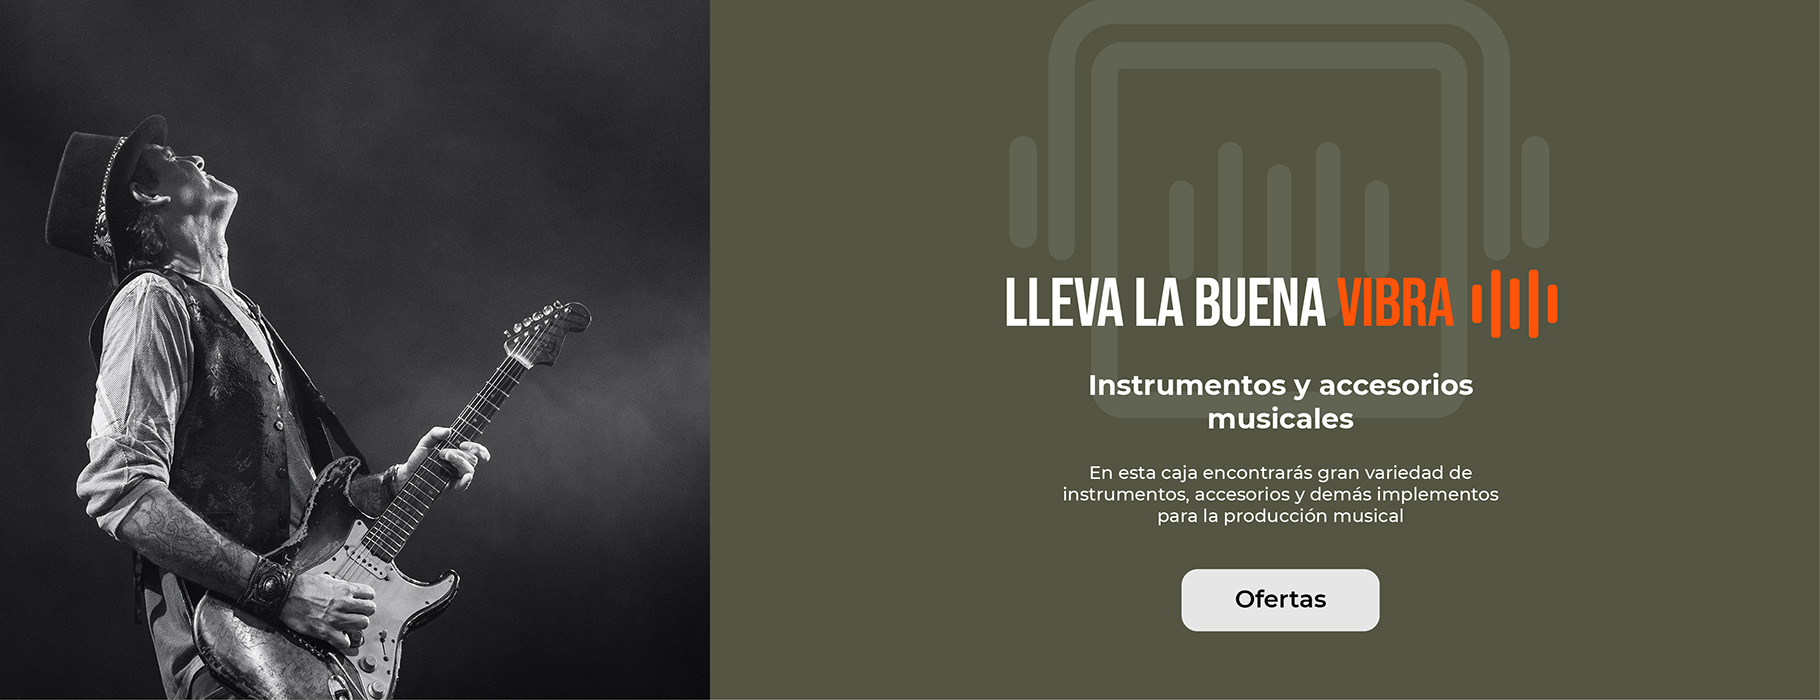 LLEVA LA BUENA VIBRA
Instrumentos y accesorios
musicales
En esta caja encontrarás gran variedad de
instrumentos, accesorios y demás implementos
para la producción musical
Ofertas